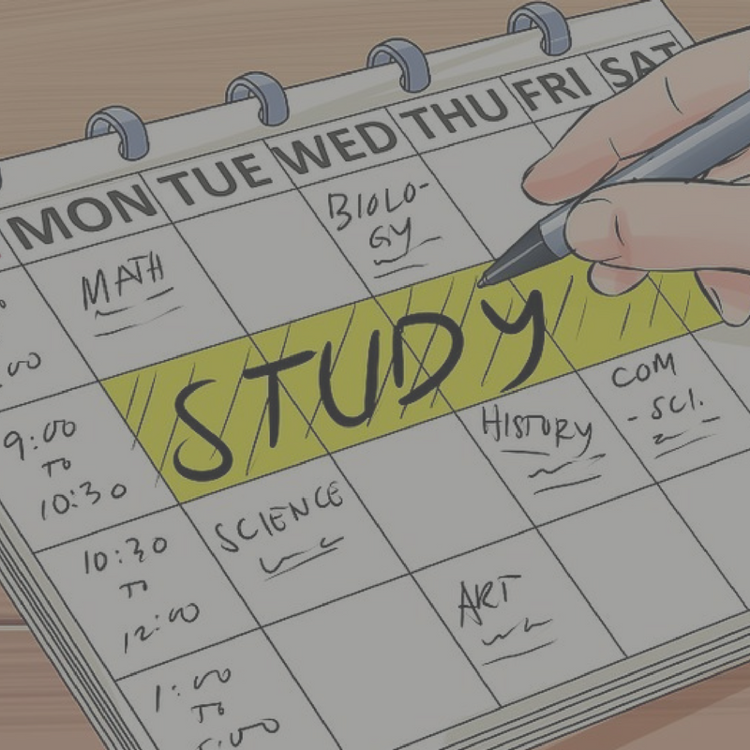 MON TUE WED THU FRI SAT
MATH
BIOLO-
GY
STUDY
9:00
TO
10:30
HISTORY
COM
- SCI.
10:30
TO
12:00
SCIENCE
ART
1:00
TO